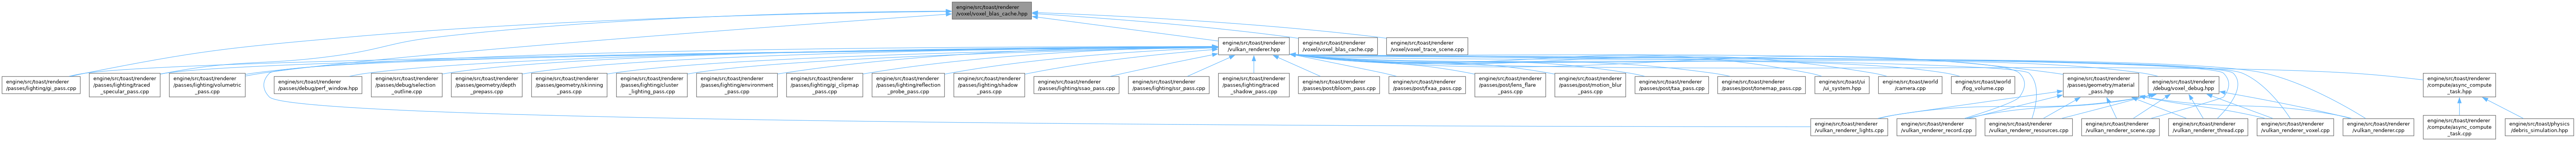 engine/src/toast/renderer
/voxel/voxel_blas_cache.hpp
engine/src/toast/renderer
/vulkan_renderer.hpp
engine/src/toast/renderer
/voxel/voxel_blas_cache.cpp
engine/src/toast/renderer
/voxel/voxel_trace_scene.cpp
engine/src/toast/renderer
/passes/lighting/gi_pass.cpp
engine/src/toast/renderer
/passes/lighting/traced
_specular_pass.cpp
engine/src/toast/renderer
/passes/lighting/volumetric
_pass.cpp
engine/src/toast/renderer
/passes/debug/perf_window.hpp
engine/src/toast/renderer
/passes/debug/selection
_outline.cpp
engine/src/toast/renderer
/passes/geometry/depth
_prepass.cpp
engine/src/toast/renderer
/passes/geometry/skinning
_pass.cpp
engine/src/toast/renderer
/passes/lighting/cluster
_lighting_pass.cpp
engine/src/toast/renderer
/passes/lighting/environment
_pass.cpp
engine/src/toast/renderer
/passes/lighting/gi_clipmap
_pass.cpp
engine/src/toast/renderer
/passes/lighting/reflection
_probe_pass.cpp
engine/src/toast/renderer
/passes/lighting/shadow
_pass.cpp
engine/src/toast/renderer
/passes/lighting/ssao_pass.cpp
engine/src/toast/renderer
/passes/lighting/ssr_pass.cpp
engine/src/toast/renderer
/passes/lighting/traced
_shadow_pass.cpp
engine/src/toast/renderer
/passes/post/bloom_pass.cpp
engine/src/toast/renderer
/passes/post/fxaa_pass.cpp
engine/src/toast/renderer
/passes/post/lens_flare
_pass.cpp
engine/src/toast/renderer
/passes/post/motion_blur
_pass.cpp
engine/src/toast/renderer
/passes/post/taa_pass.cpp
engine/src/toast/renderer
/passes/post/tonemap_pass.cpp
engine/src/toast/ui
/ui_system.hpp
engine/src/toast/world
/camera.cpp
engine/src/toast/world
/fog_volume.cpp
engine/src/toast/renderer
/passes/geometry/material
_pass.hpp
engine/src/toast/renderer
/debug/voxel_debug.hpp
engine/src/toast/renderer
/compute/async_compute
_task.hpp
engine/src/toast/renderer
/vulkan_renderer_lights.cpp
engine/src/toast/renderer
/vulkan_renderer_record.cpp
engine/src/toast/renderer
/vulkan_renderer_resources.cpp
engine/src/toast/renderer
/vulkan_renderer_scene.cpp
engine/src/toast/renderer
/vulkan_renderer_thread.cpp
engine/src/toast/renderer
/vulkan_renderer_voxel.cpp
engine/src/toast/renderer
/vulkan_renderer.cpp
engine/src/toast/renderer
/compute/async_compute
_task.cpp
engine/src/toast/physics
/debris_simulation.hpp